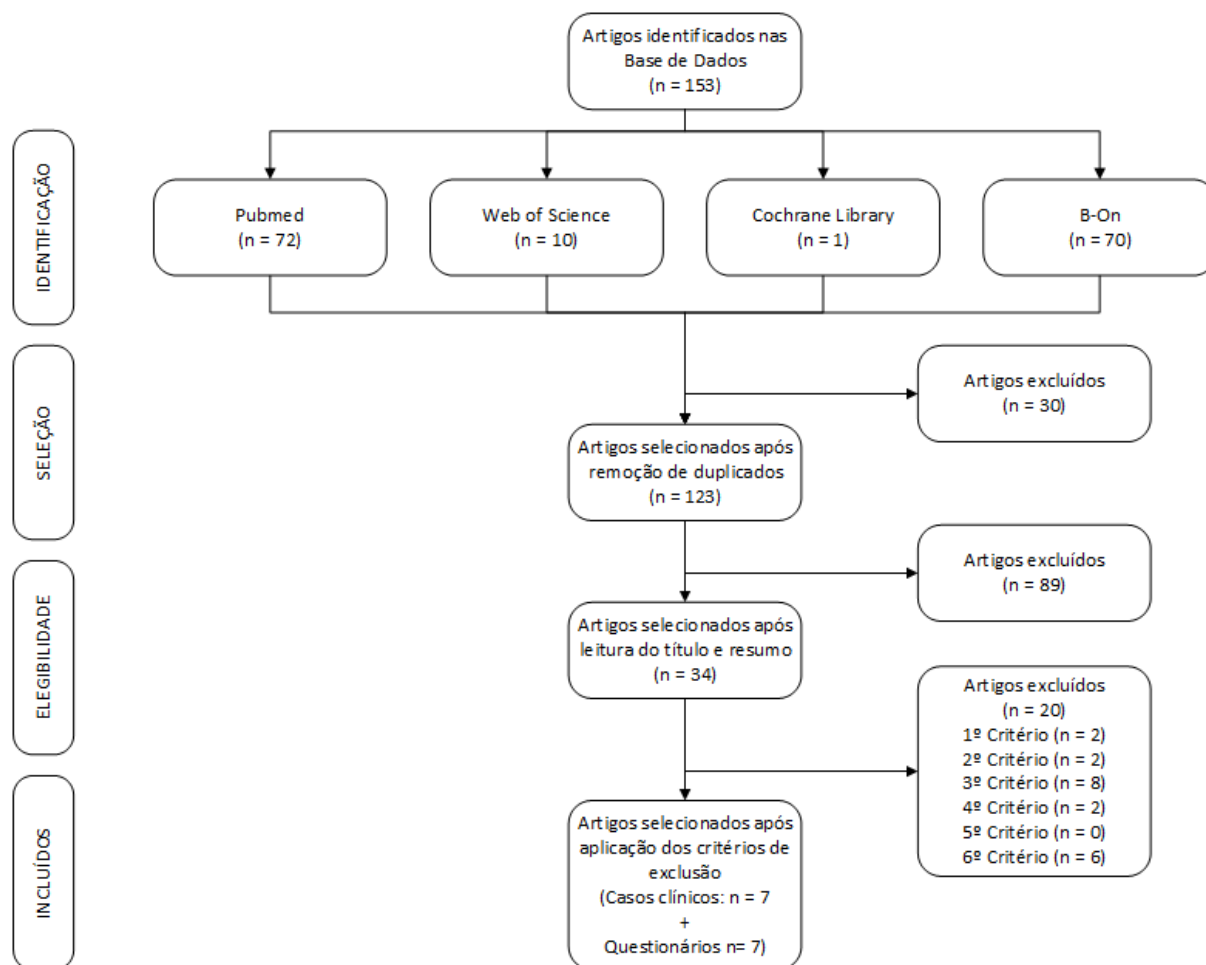 Artigos identificados nas
Base de Dados
(n = 153)
IDENTIFICAÇÃO
Pubmed
(n = 72)
Web of Science
(n = 10)
Cochrane Library
(n = 1)
B-On
(n = 70)
SELEÇÃO
Artigos excluídos
(n = 30)
Artigos selecionados após
remoção de duplicados
(n = 123)
Artigos excluídos
(n = 89)
ELEGIBILIDADE
Artigos selecionados após
leitura do título e resumo
(n = 34)
Artigos excluídos
(n = 20)
1º Critério (n = 2)
2º Critério (n = 2)
3º Critério (n = 8)
4º Critério (n = 2)
5º Critério (n = 0)
6º Critério (n = 6)
INCLUÍDOS
Artigos selecionados após
aplicação dos critérios de
exclusão
(Casos clínicos: n = 7
+
Questionários n= 7)